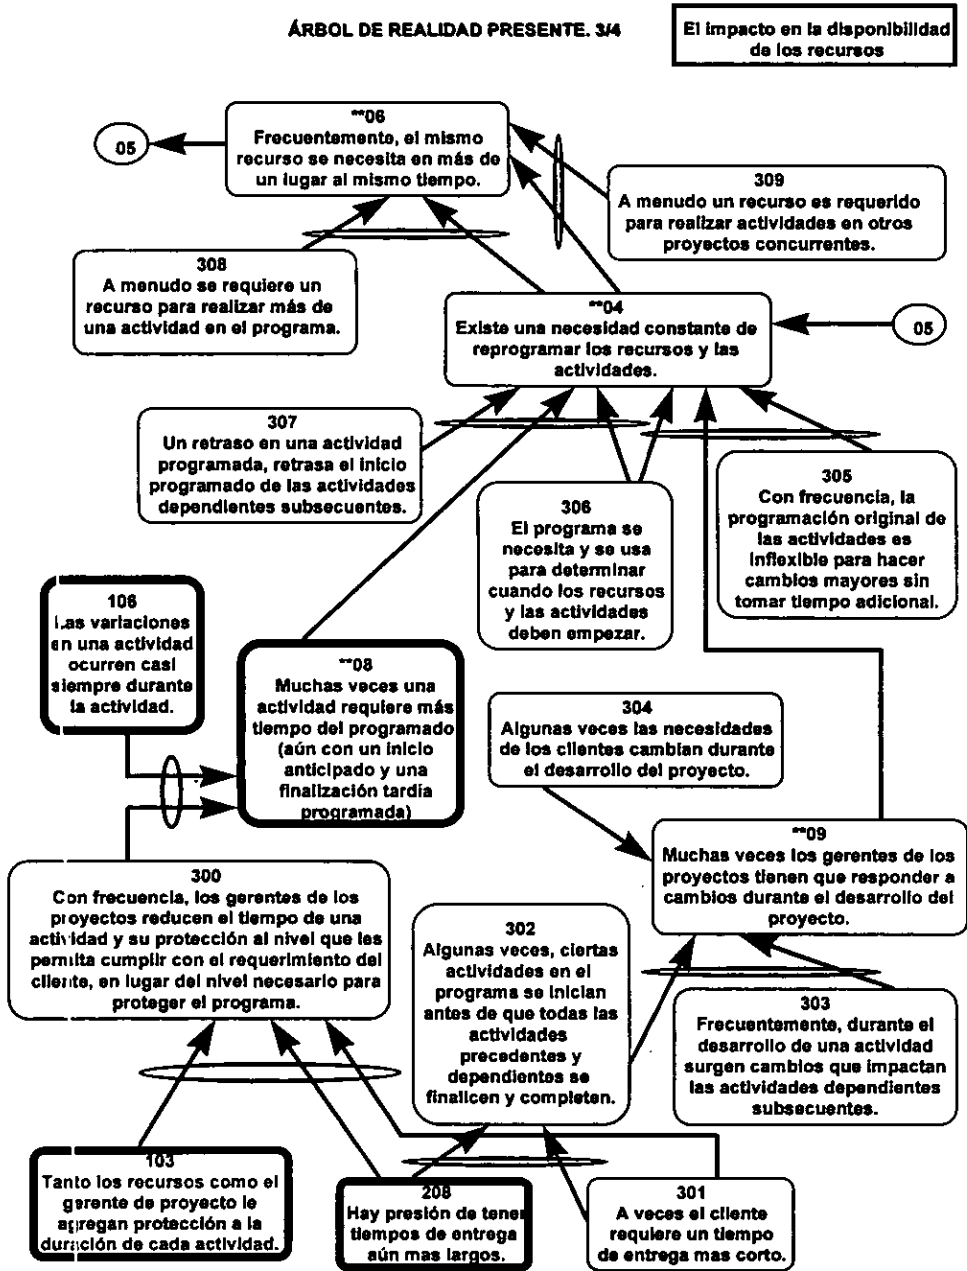 ÁRBOL DE REALIDAD PRESENTE. 3/4
El impacto en la disponibilidad
de los recursos
**06
Frecuentemente, el mismo
recurso se necesita en más de
un lugar al mismo tiempo.
05
309
A menudo un recurso es requerido
para realizar actividades en otros
proyectos concurrentes.
308
A menudo se requiere un
recurso para realizar más de
una actividad en el programa.
**04
Existe una necesidad constante de
reprogramar los recursos y las
actividades.
05
307
Un retraso en una actividad
programada, retrasa el inicio
programado de las actividades
dependientes subsecuentes.
306
El programa se
necesita y se usa
para determinar
cuando los recursos
y las actividades
deben empezar.
305
Con frecuencia, la
programación original de
las actividades es
inflexible para hacer
cambios mayores sin
tomar tiempo adicional.
106
Las variaciones
en una actividad
ocurren casi
siempre durante
la actividad.
**08
Muchas veces una
actividad requiere más
tiempo del programado
(aún con un inicio
anticipado y una
finalización tardía
programada)
304
Algunas veces las necesidades
de los clientes cambian durante
el desarrollo del proyecto.
**09
Muchas veces los gerentes de los
proyectos tienen que responder a
cambios durante el desarrollo del
proyecto.
300
Con frecuencia, los gerentes de los
proyectos reducen el tiempo de una
actividad y su protección al nivel que les
permita cumplir con el requerimiento del
cliente, en lugar del nivel necesario para
proteger el programa.
302
Algunas veces, ciertas
actividades en el
programa se inician
antes de que todas las
actividades
precedentes y
dependientes se
finalicen y completen.
303
Frecuentemente, durante el
desarrollo de una actividad
surgen cambios que impactan
las actividades dependientes
subsecuentes.
103
Tanto los recursos como el
gerente de proyecto le
agregan protección a la
duración de cada actividad.
208
Hay presión de tener
tiempos de entrega
aún mas largos.
301
A veces el cliente
requiere un tiempo
de entrega mas corto.